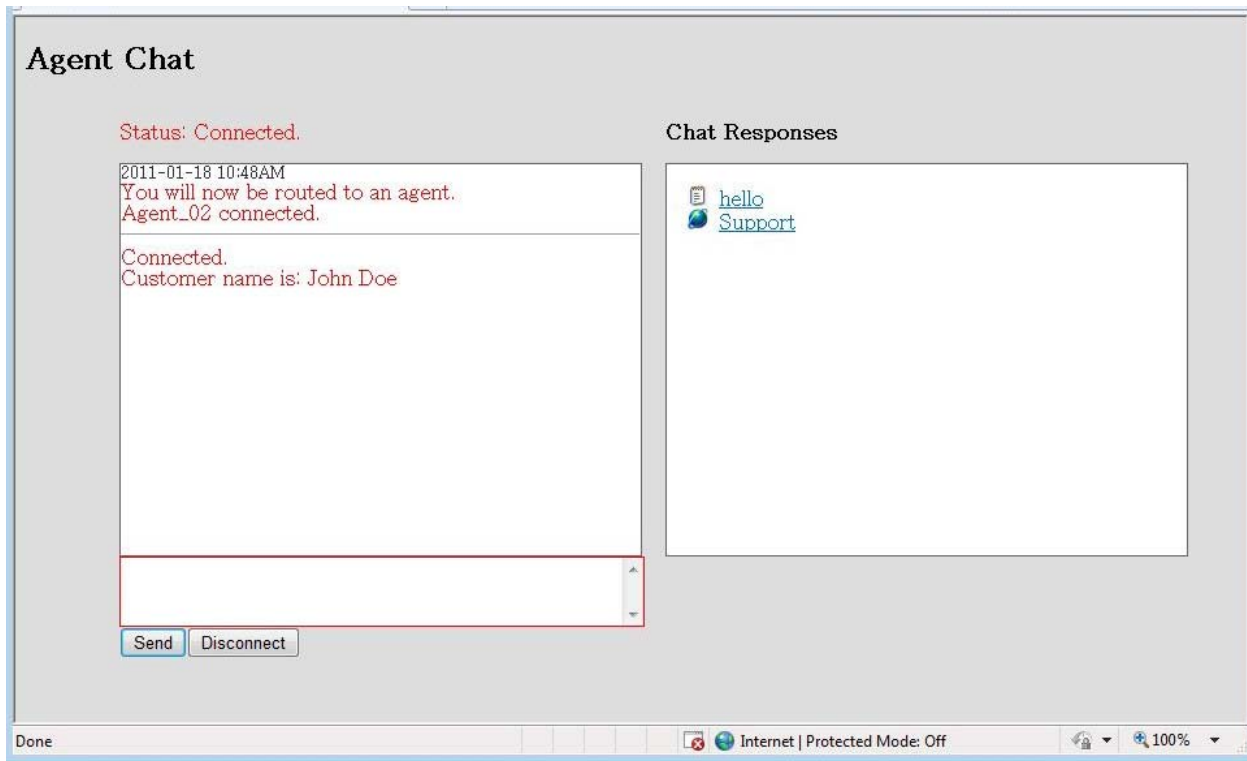 Agent Chat
Status: Connected.
2011-01-18 10:48AM
You will now be routed to an agent.
Agent_02 connected.
Connected.
Customer name is: John Doe
Send
Disconnect
Chat Responses
hello
Support
Done
Internet | Protected Mode: Off
100%